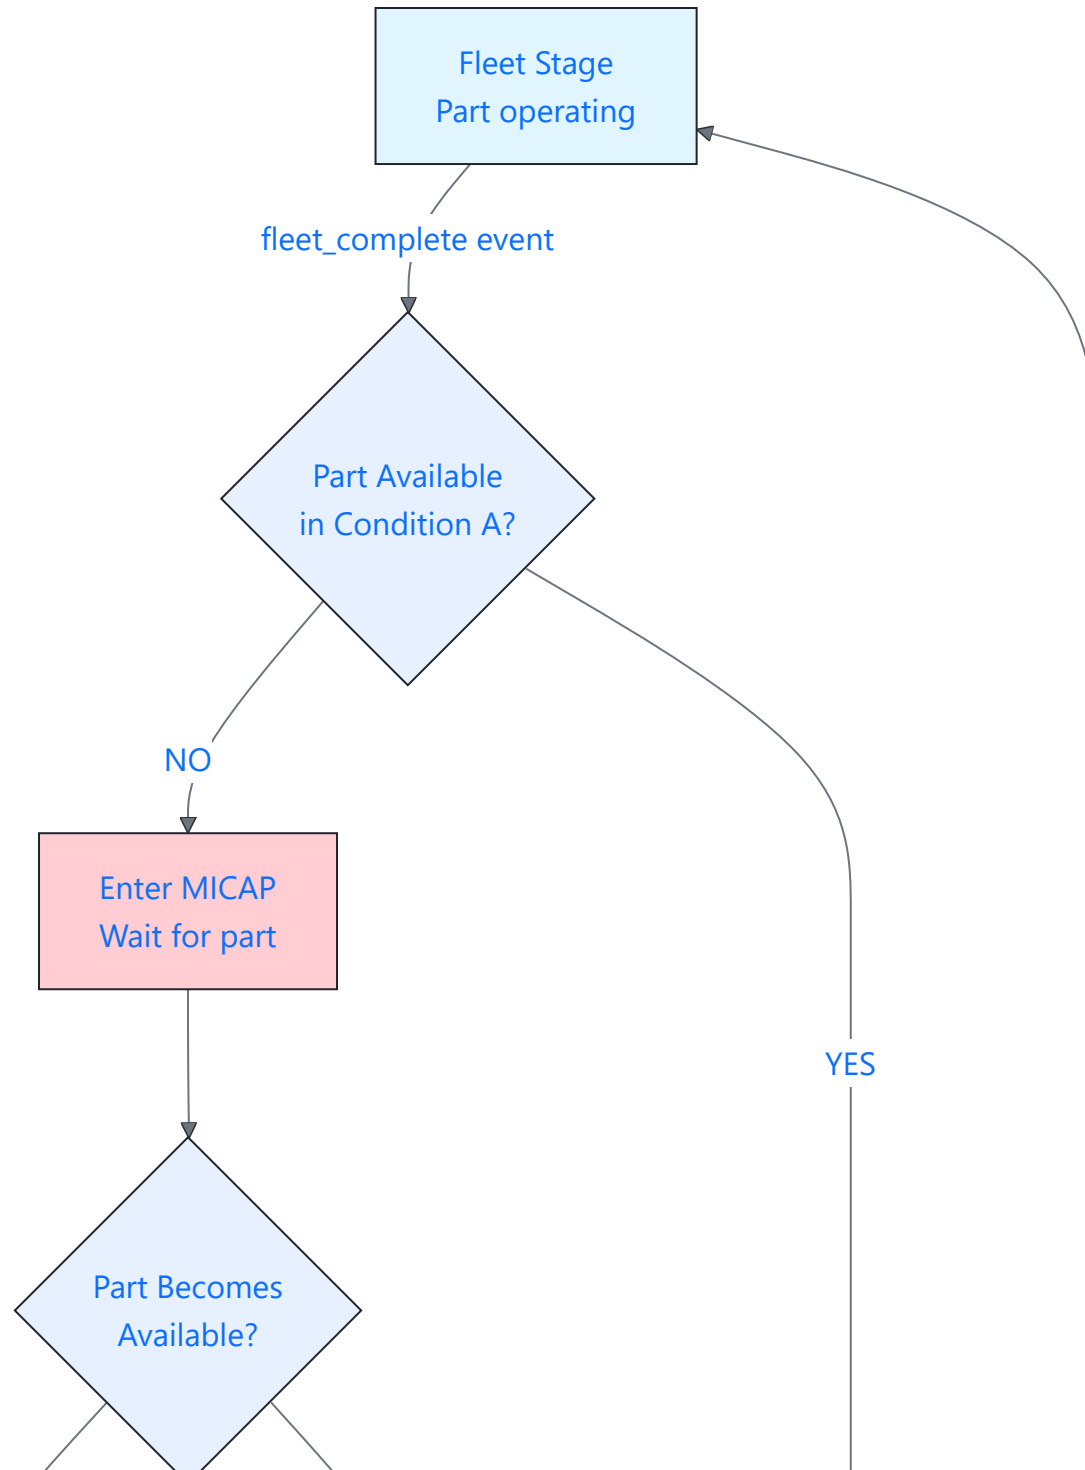 Fleet Stage
Part operating
fleet_complete event
Part Available
in Condition A?
NO
Enter MICAP
Wait for part
YES
Part Becomes
Available?